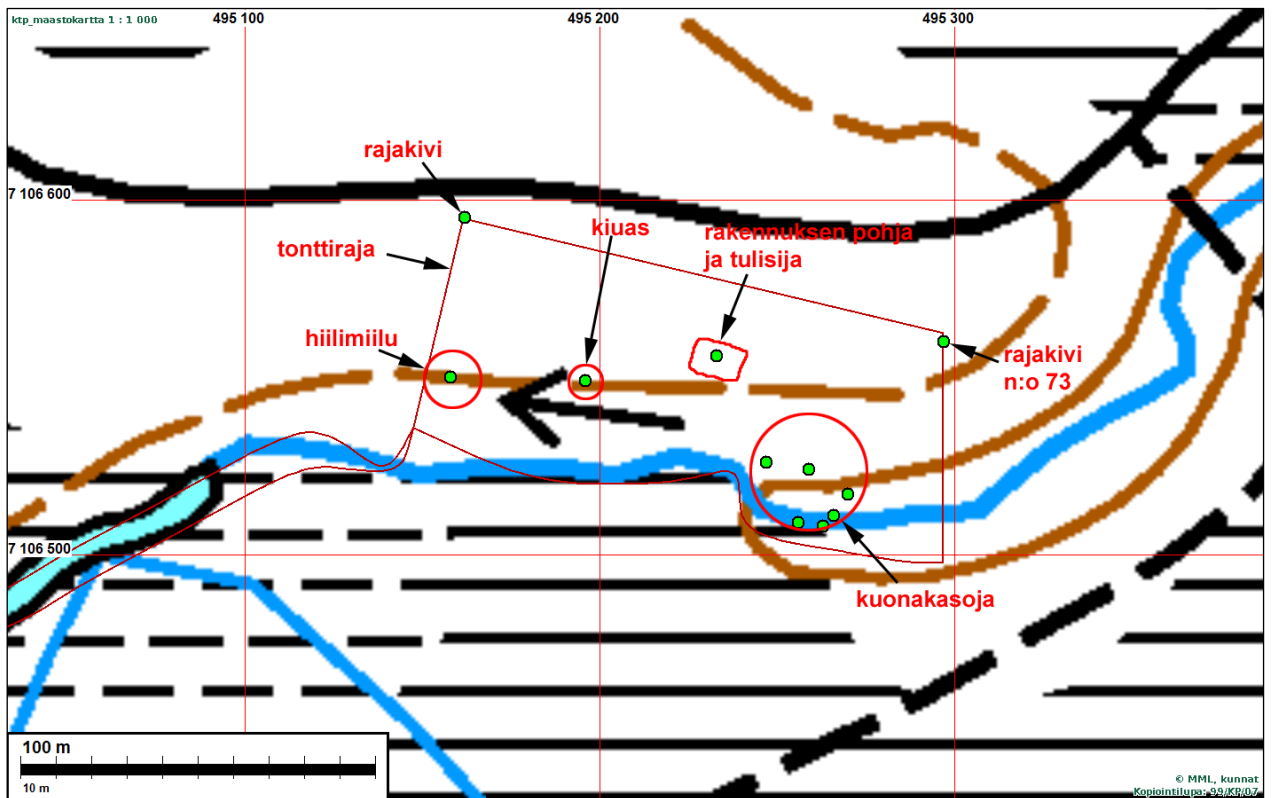 ktp_maastokartta 1 : 1 000
495 100
495 200
495 300
rajakivi
7 106 600
kiuas
rakennuksen pohja
ja tulisija
tonttiraja
hiilimiilu
rajakivi
n:o 73
7 106 500
kuonakasoja
100 m
10 m
© MML, kunnat
Kopiointilupa: 99/KP/07